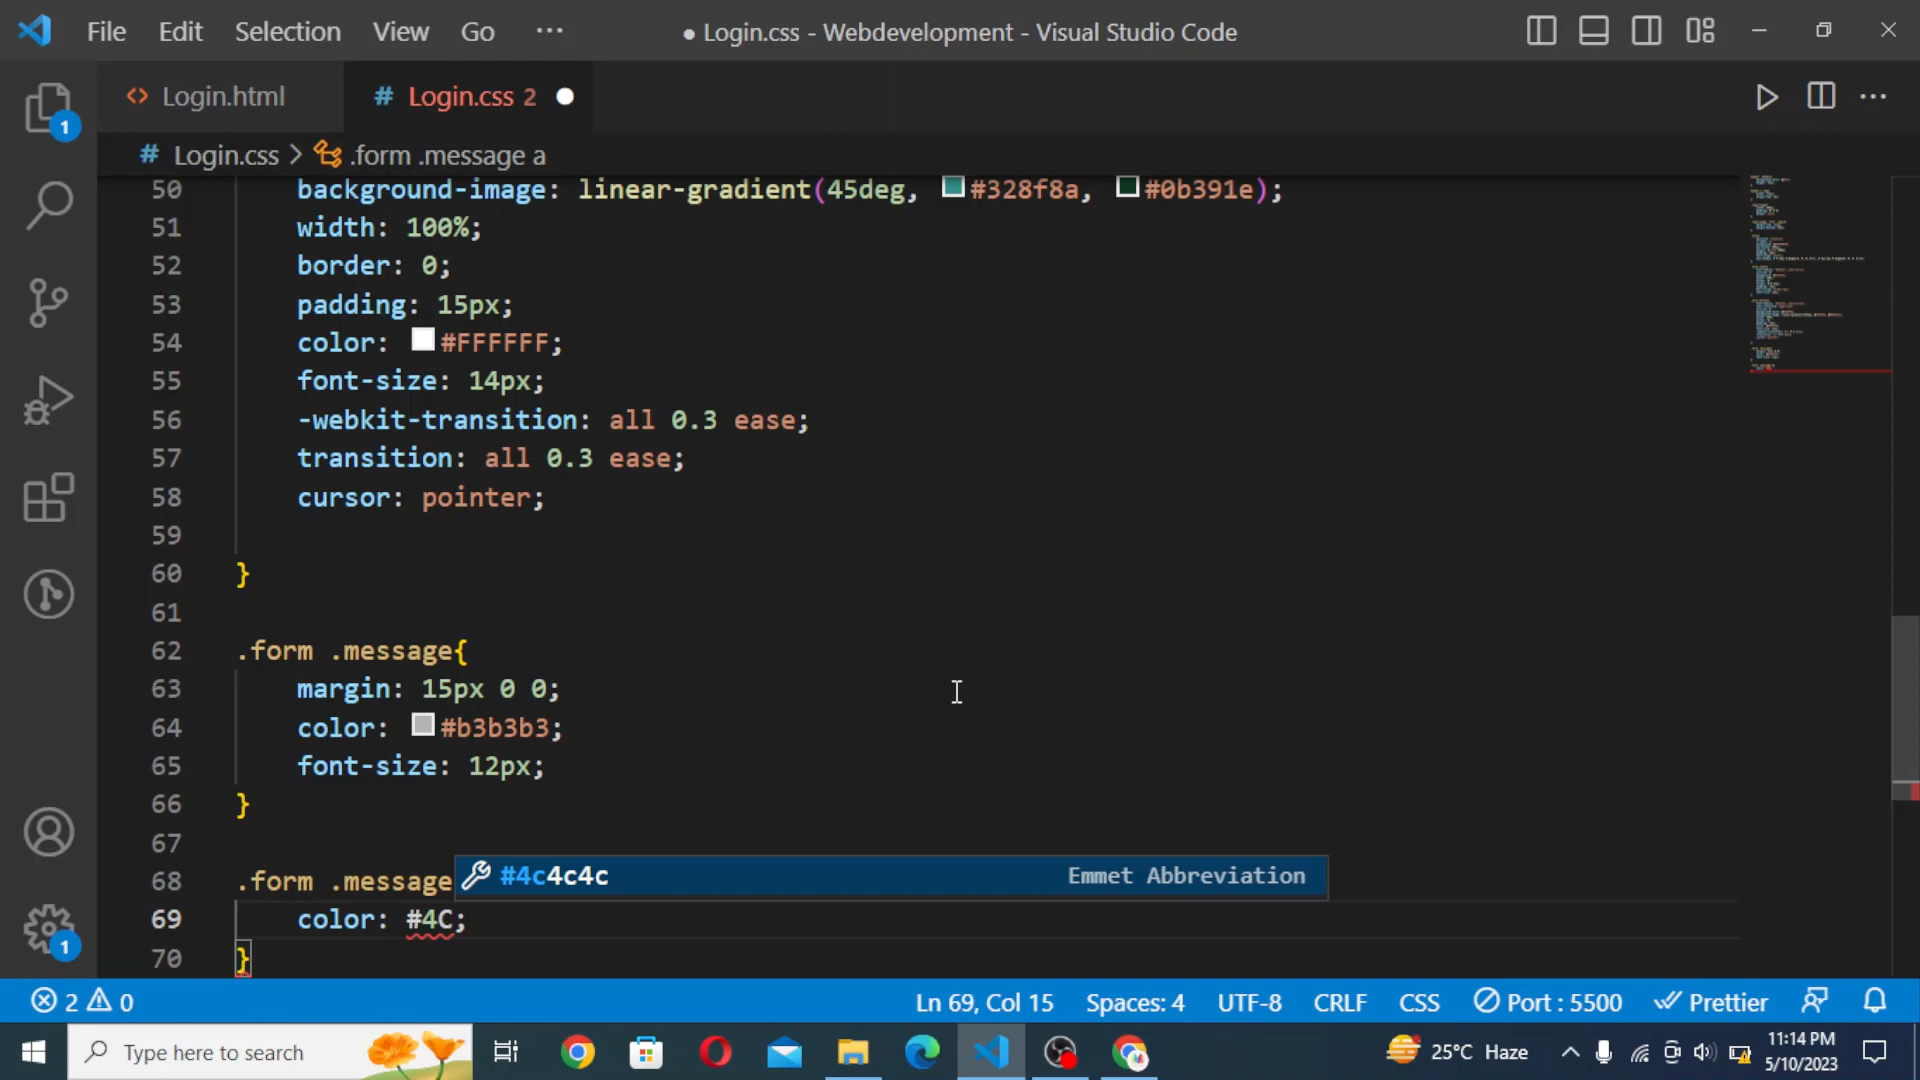 File Edit Selection View Go ··· ● Login.css - Webdevelopment - Visual Studio Code
Login.html # Login.css 2
# Login.css > .form .message a
1
50 background-image: linear-gradient(45deg, #328f8a, #0b391e);
51 width: 100%;
52 border: 0;
53 padding: 15px;
54 color: #FFFFFF;
55 font-size: 14px;
56 -webkit-transition: all 0.3 ease;
57 transition: all 0.3 ease;
58 cursor: pointer;
59
60 }
61
62 .form .message{
63 margin: 15px 0 0;
64 color: #b3b3b3;
65 font-size: 12px;
66 }
67
68 .form .message #4c4c4c Emmet Abbreviation
69 color: #4C;
70 }
1
2 0 Ln 69, Col 15 Spaces: 4 UTF-8 CRLF CSS Port : 5500 Prettier
Type here to search 25°C Haze 11:14 PM
5/10/2023